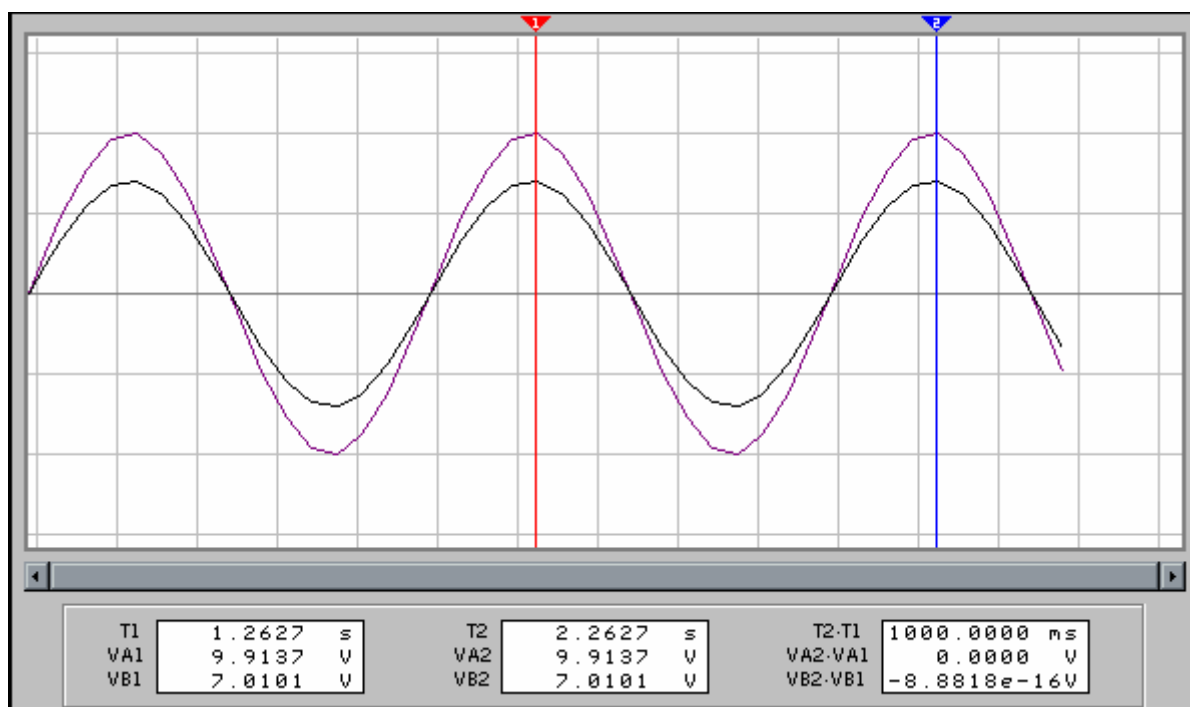 1 2
T1 1.2627 s T2 2.2627 s T2-T1 1000.0000 ms
VA1 9.9137 V VA2 9.9137 V VA2-VA1 0.0000 V
VB1 7.0101 V VB2 7.0101 V VB2-VB1 -8.8818e-16V